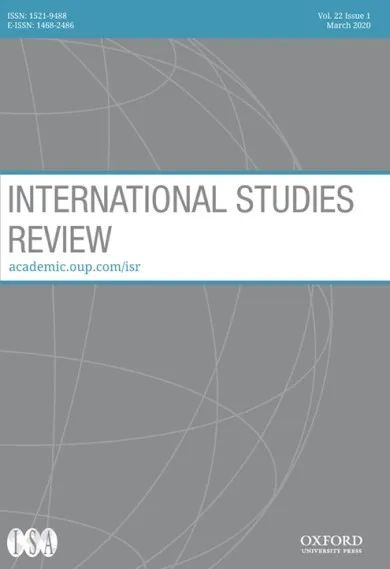 ISSN: 1521-9488
E-ISSN: 1468-2486
Vol. 22 Issue 1
March 2020
INTERNATIONAL STUDIES
REVIEW
academic.oup.com/isr
ISA
OXFORD
UNIVERSITY PRESS